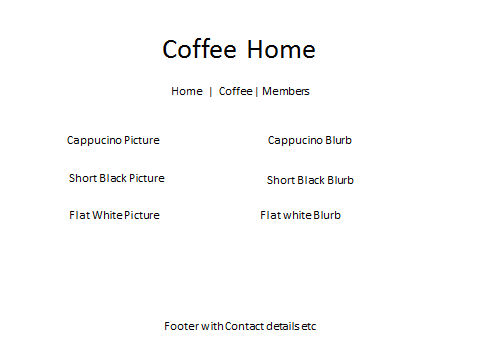 Coffee Home
Home | Coffee | Members
Cappucino Picture
Cappucino Blurb
Short Black Picture
Short Black Blurb
Flat White Picture
Flat white Blurb
Footer with Contact details etc